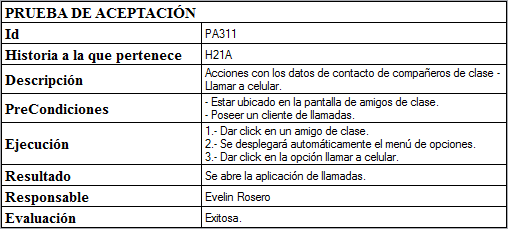 PRUEBA DE ACEPTACIÓN
Id PA311
Historia a la que pertenece H21A
Descripción Acciones con los datos de contacto de compañeros de clase -
Llamar a celular.
PreCondiciones - Estar ubicado en la pantalla de amigos de clase.
- Poseer un cliente de llamadas.
Ejecución 1.- Dar click en un amigo de clase.
2.- Se desplegará automáticamente el menú de opciones.
3.- Dar click en la opción llamar a celular.
Resultado Se abre la aplicación de llamadas.
Responsable Evelin Rosero
Evaluación Exitosa.